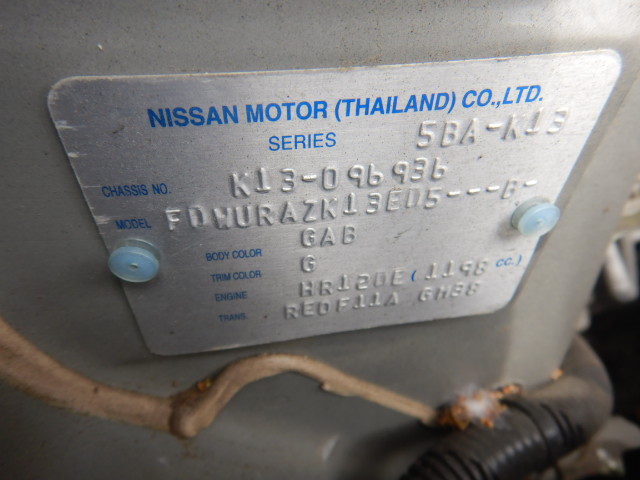 NISSAN MOTOR (THAILAND) CO.,LTD.
SERIES 5BA-K13
CHASSIS NO. K13-096936
MODEL FDWURAZK13ED5---B-
BODY COLOR GAB
TRIM COLOR G
ENGINE HR12DE (1198 CC.)
TRANS. RE0F11A GM38